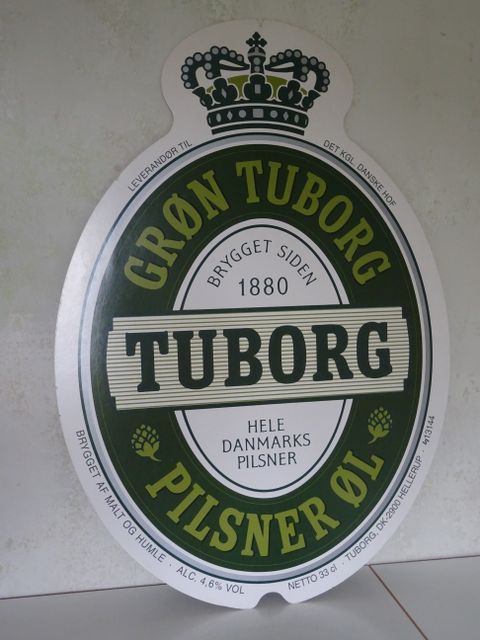 LEVERANDØR TIL
DET KGL. DANSKE HOF
GRØN TUBORG
BRYGGET SIDEN
1880
TUBORG
HELE
DANMARKS
PILSNER
PILSNER ØL
BRYGGET AF MALT OG HUMLE · ALC. 4,6% VOL
NETTO 33 cl · TUBORG, DK-2900 HELLERUP · 13144